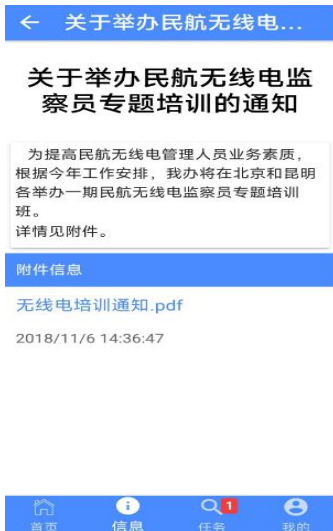 ← 关于举办民航无线电...
关于举办民航无线电监
察员专题培训的通知
为提高民航无线电管理人员业务素质，
根据今年工作安排，我办将在北京和昆明
各举办一期民航无线电监察员专题培训
班。
详情见附件。
附件信息
无线电培训通知.pdf
2018/11/6 14:36:47
1
首页 信息 任务 我的